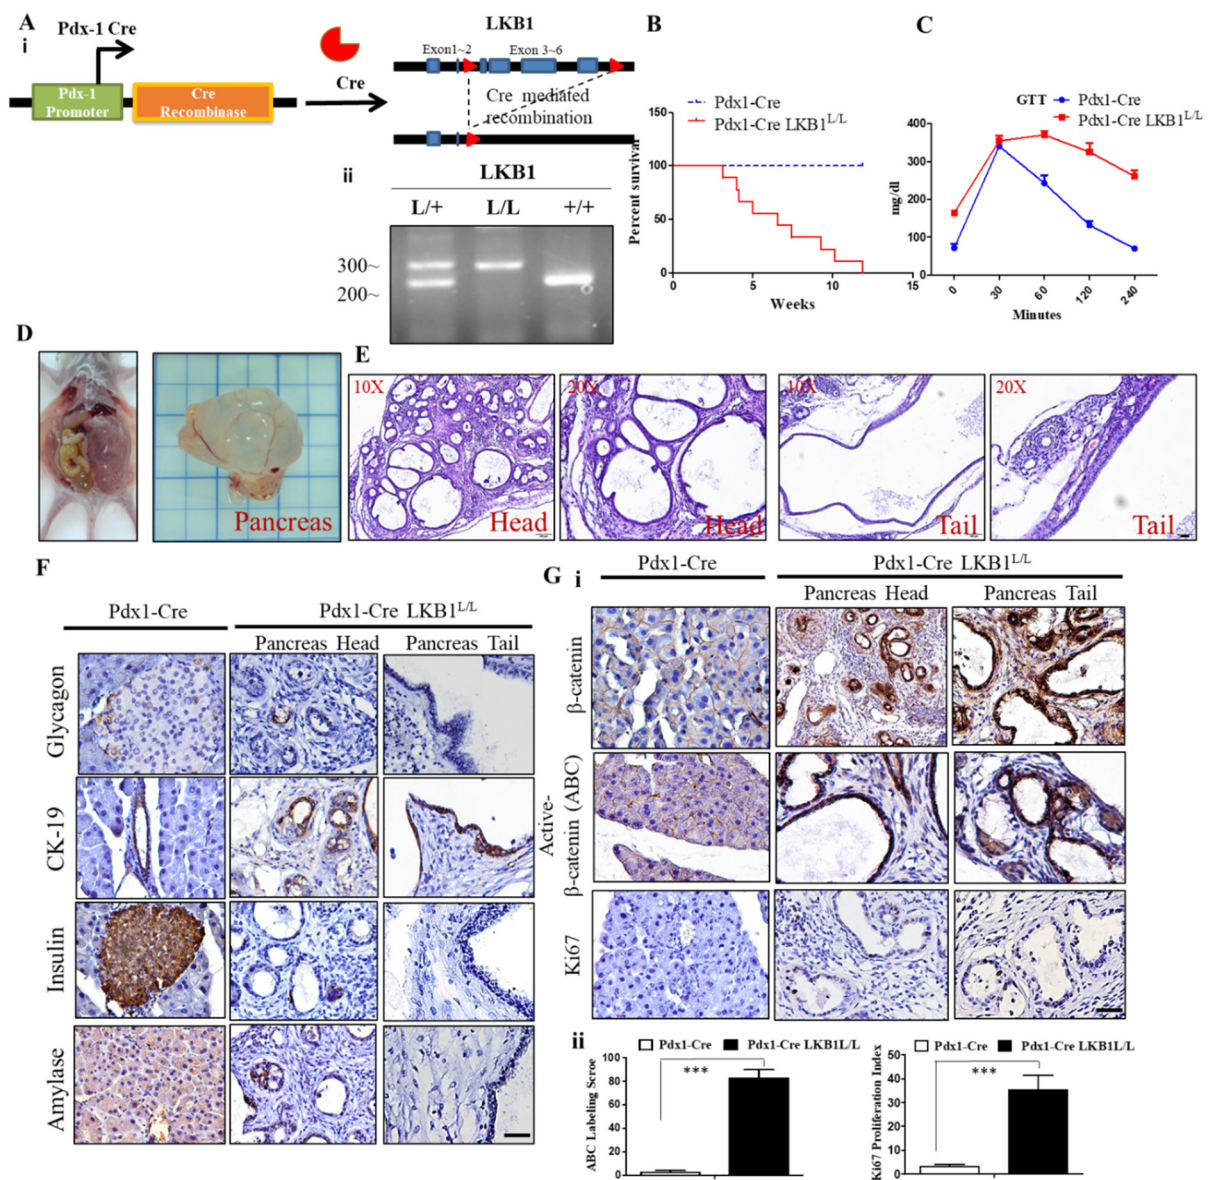 A
i
Pdx-1 Cre
Pdx-1
Promoter
Cre
Recombinase
Cre
LKB1
Exon1~2
Exon 3~6
Cre mediated
recombination
ii
LKB1
L/+
L/L
+/+
300~
200~
B
Pdx1-Cre
Pdx1-Cre LKB1L/L
Percent survival
150
100
50
0
0
5
10
15
Weeks
C
GTT
Pdx1-Cre
Pdx1-Cre LKB1L/L
mg/dl
400
300
200
100
0
0
30
60
120
240
Minutes
D
Pancreas
E
10X
Head
20X
Head
10X
Tail
20X
Tail
F
Pdx1-Cre
Pdx1-Cre LKB1L/L
Pancreas Head
Pancreas Tail
Glycagon
CK-19
Insulin
Amylase
G
i
Pdx1-Cre
Pdx1-Cre LKB1L/L
Pancreas Head
Pancreas Tail
β-catenin
Active-
β-catenin (ABC)
Ki67
ii
Pdx1-Cre
Pdx1-Cre LKB1L/L
***
ABC Labeling Scroe
100
80
60
40
20
0
Pdx1-Cre
Pdx1-Cre LKB1L/L
***
Ki67 Proliferation Index
50
40
30
20
10
0